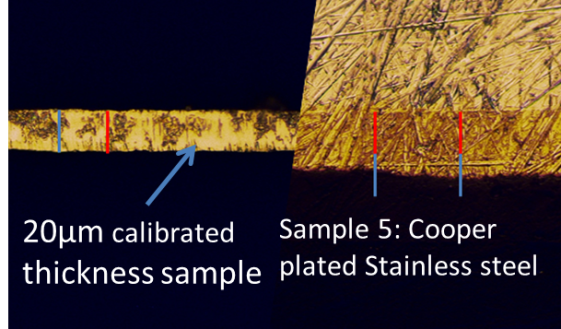 20µm calibrated
thickness sample
Sample 5: Cooper
plated Stainless steel